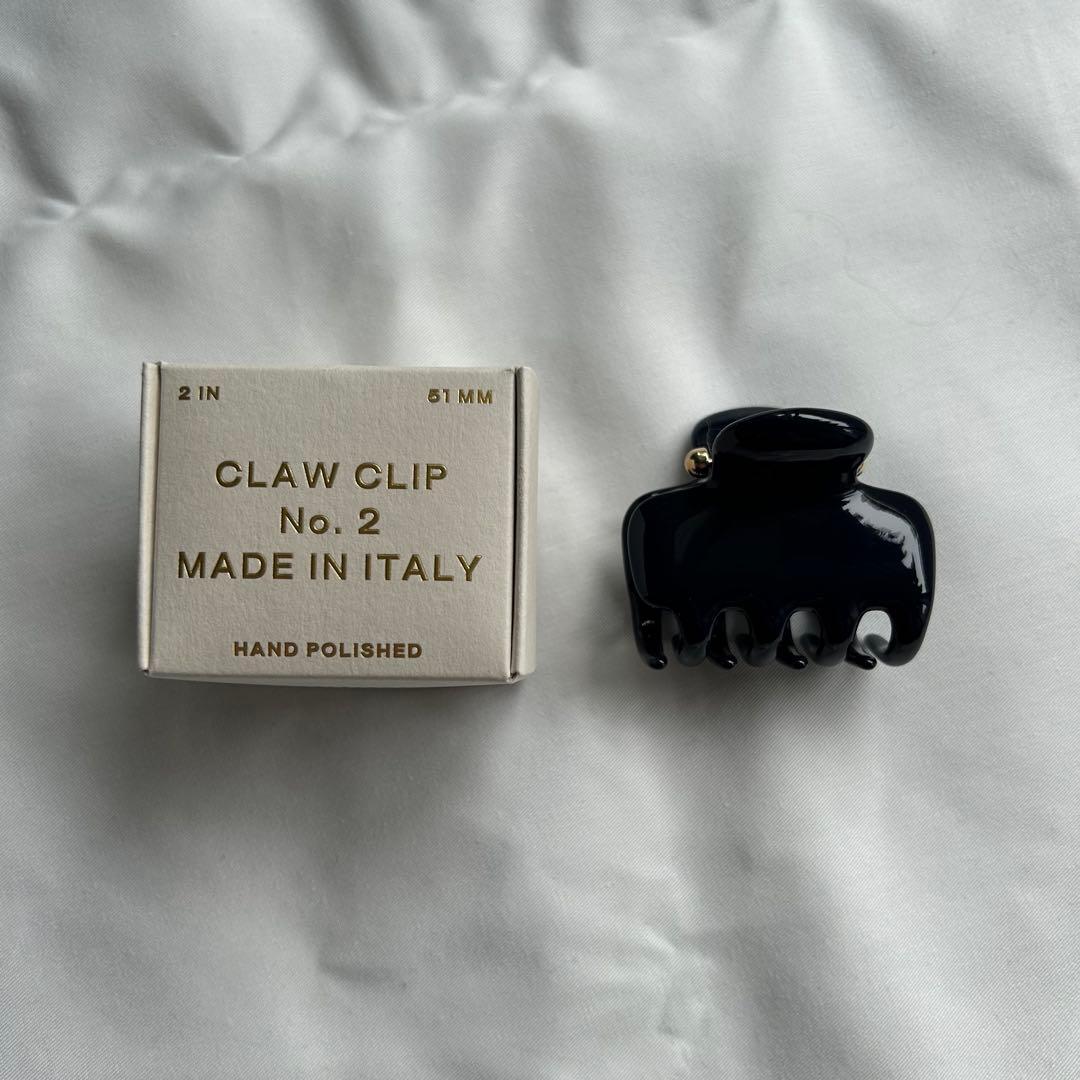 2 IN 51 MM
CLAW CLIP
No. 2
MADE IN ITALY
HAND POLISHED